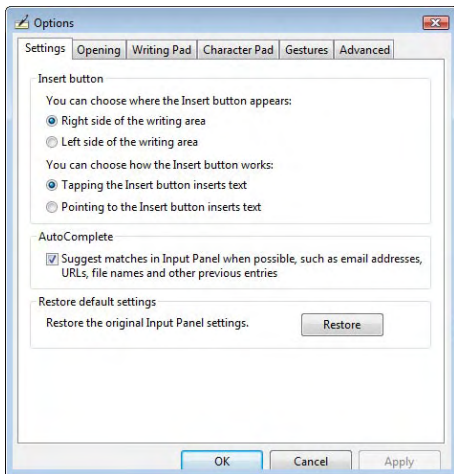 Options
Settings Opening Writing Pad Character Pad Gestures Advanced
Insert button
You can choose where the Insert button appears:
Right side of the writing area
Left side of the writing area
You can choose how the Insert button works:
Tapping the Insert button inserts text
Pointing to the Insert button inserts text
AutoComplete
Suggest matches in Input Panel when possible, such as email addresses,
URLs, file names and other previous entries
Restore default settings
Restore the original Input Panel settings. Restore
OK Cancel Apply